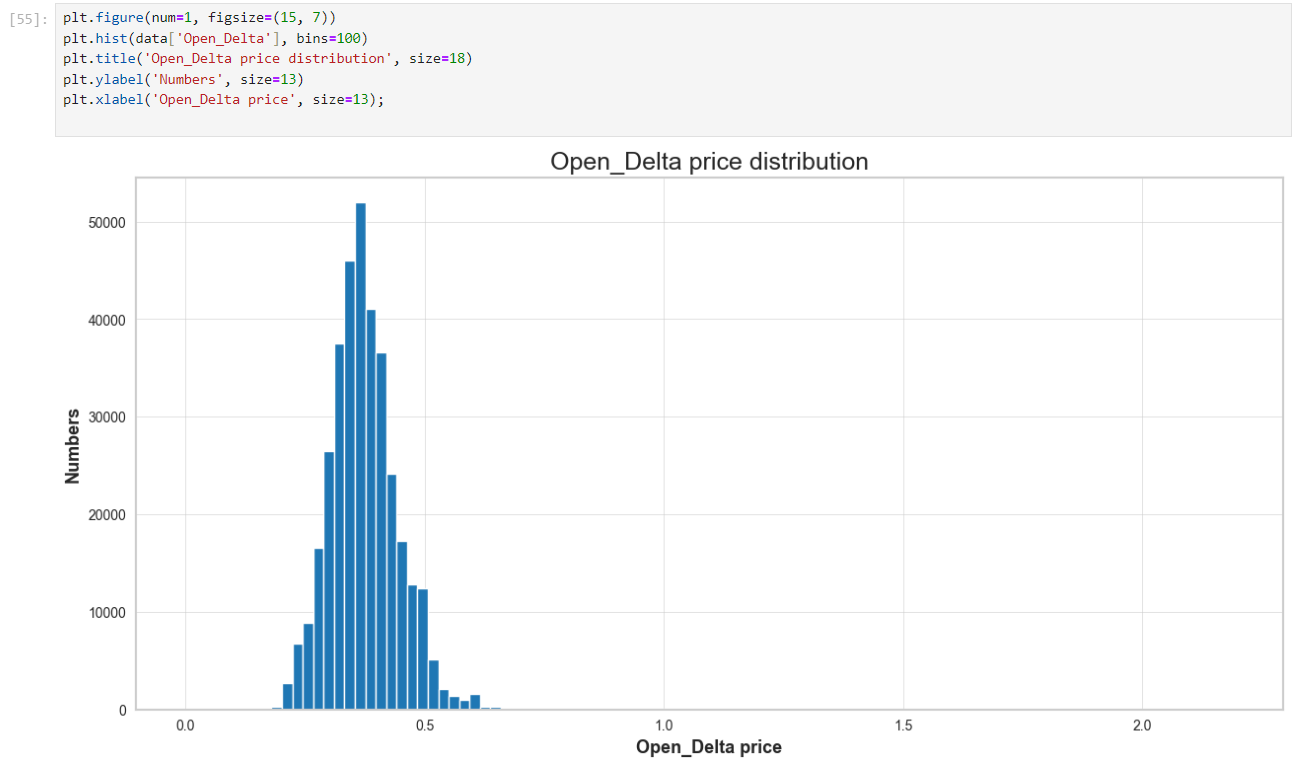 [55]: plt.figure(num=1, figsize=(15, 7))
plt.hist(data['Open_Delta'], bins=100)
plt.title('Open_Delta price distribution', size=18)
plt.ylabel('Numbers', size=13)
plt.xlabel('Open_Delta price', size=13);
Open_Delta price distribution
Numbers
50000
40000
30000
20000
10000
0
0.0 0.5 1.0 1.5 2.0
Open_Delta price